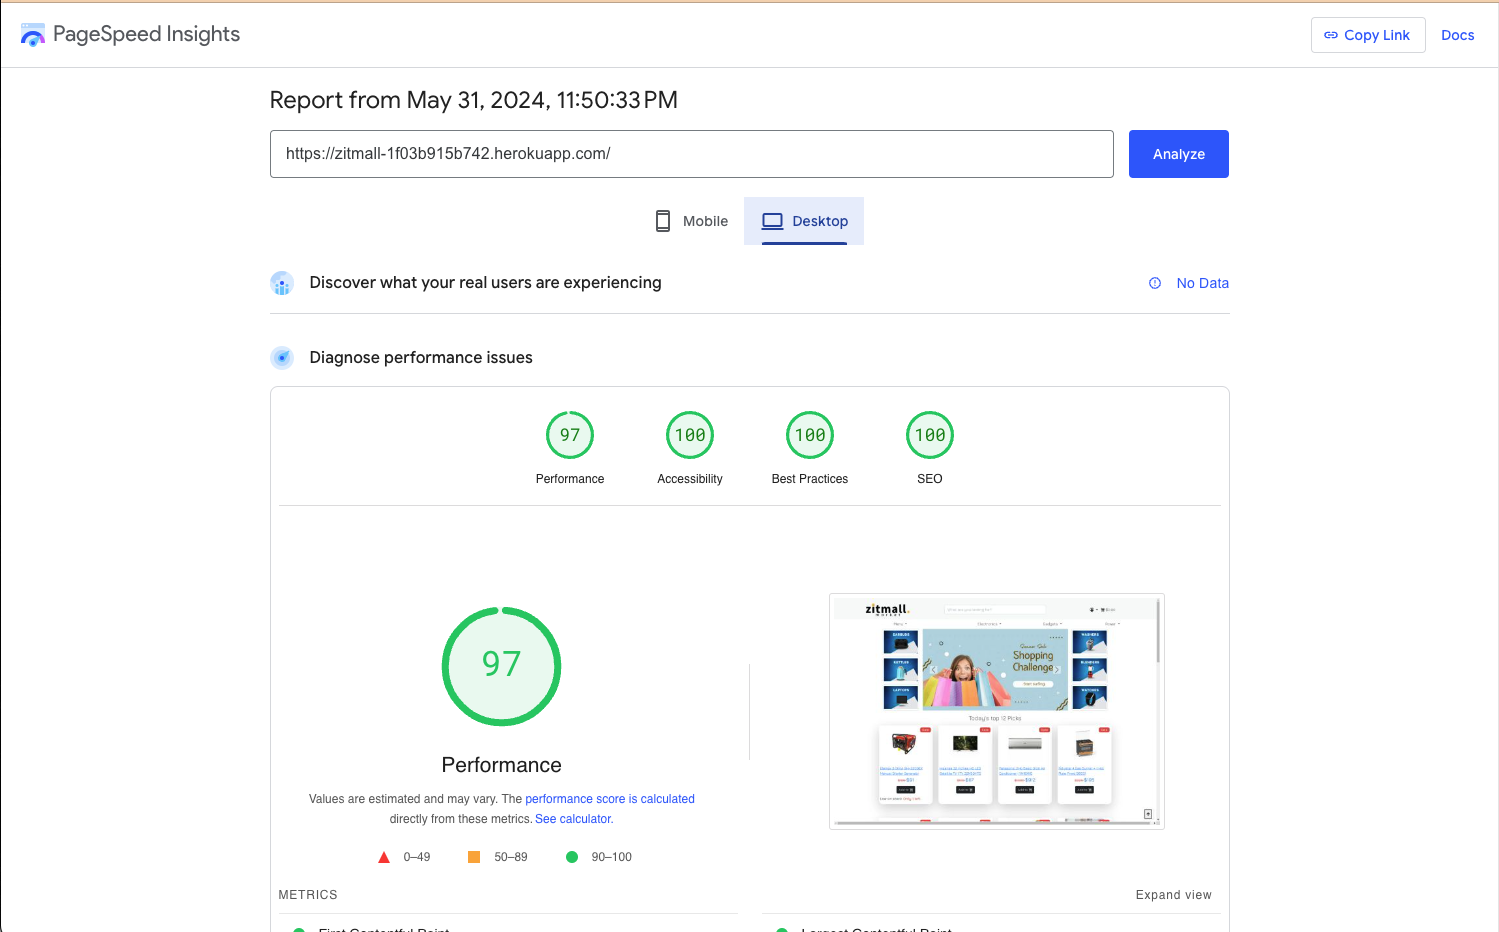 PageSpeed Insights
Copy Link
Docs
Report from May 31, 2024, 11:50:33 PM
https://zitmall-1f03b915b742.herokuapp.com/
Analyze
Mobile
Desktop
Discover what your real users are experiencing
No Data
Diagnose performance issues
97
100
100
100
Performance
Accessibility
Best Practices
SEO
97
Performance
Values are estimated and may vary. The performance score is calculated
directly from these metrics. See calculator.
0–49
50–89
90–100
zitmall.
Shopping
Challenge
Today's top 12 Picks
METRICS
Expand view
First Contentful Paint
Largest Contentful Paint